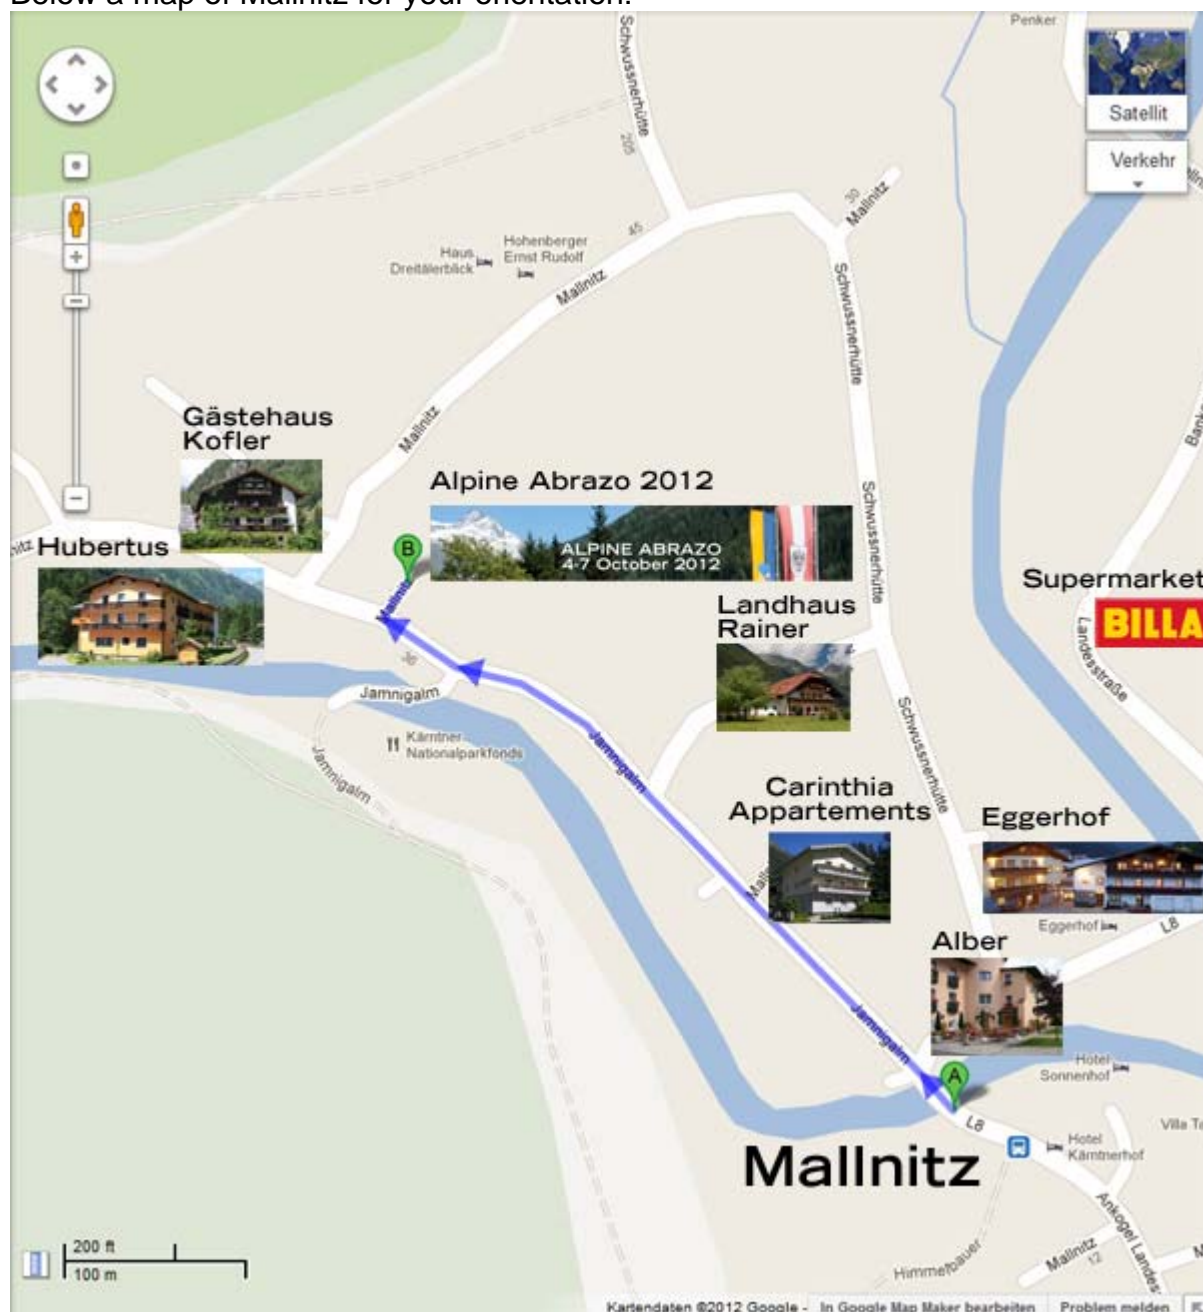 Below a map of Mallnitz for your orientation:
Penker
Satellit
Verkehr
Schwussnerhütte
205
30
Mallnitz
45
Haus
Dreitälerblick
Hohenberger
Ernst Rudolf
Mallnitz
Schwussnerhütte
Gästehaus
Kofler
Mallnitz
Alpine Abrazo 2012
Schwussnerhütte
B
ALPINE ABRAZO
4-7 October 2012
Hubertus
Mallnitz
Supermarket
BILLA
Landhaus
Rainer
Landesstraße
36
Jamnigalm
Kärntner
Nationalparkfonds
Jamnigalm
Jamnigalm
Schwussnerhütte
Carinthia
Appartements
Eggerhof
Eggerhof
L8
Alber
Jamnigalm
Hotel
Sonnenhof
A
L8
Mallnitz
Hotel
Kärntnerhof
Ankogel Landes
Mallnitz
12
Himmelbauer
200 ft
100 m
Kartendaten ©2012 Google - In Google Map Maker bearbeiten Problem melden